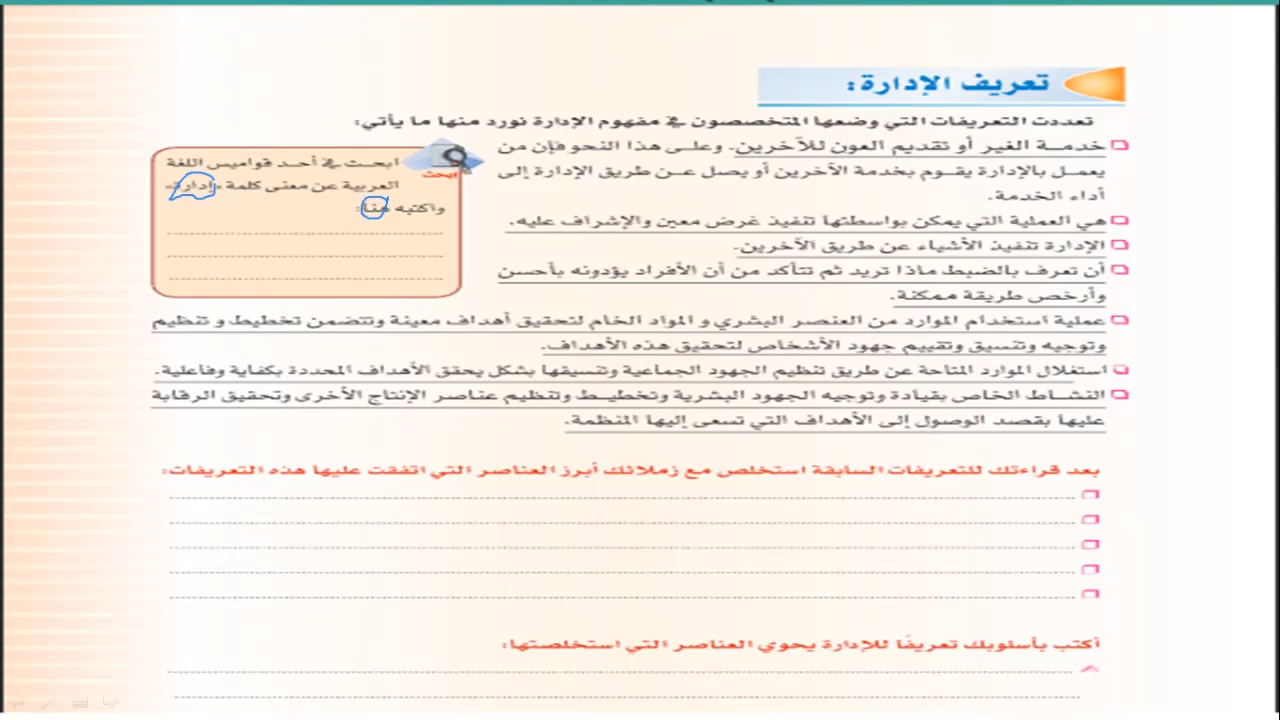 تعريف الإدارة:
تعددت التعريفات التي وضعها المتخصصون في مفهوم الإدارة نورد منها ما يأتي:
خدمة الغير أو تقديم العون للآخرين. وعلى هذا النحو فإن من
يعمل بالإدارة يقوم بخدمة الآخرين أو يصل عن طريق الإدارة إلى
أداء الخدمة.
هي العملية التي يمكن بواسطتها تنفيذ غرض معين والإشراف عليه.
الإدارة تنفيذ الأشياء عن طريق الآخرين.
أن تعرف بالضبط ماذا تريد ثم تتأكد من أن الأفراد يؤدونه بأحسن
وأرخص طريقة ممكنة.
ابحث
ابحث في أحد قواميس اللغة
العربية عن معنى كلمة «إدارة»
واكتبه هنا:
عملية استخدام الموارد من العنصر البشري و المواد الخام لتحقيق أهداف معينة وتتضمن تخطيط و تنظيم
وتوجيه وتنسيق وتقييم جهود الأشخاص لتحقيق هذه الأهداف.
استغلال الموارد المتاحة عن طريق تنظيم الجهود الجماعية وتنسيقها بشكل يحقق الأهداف المحددة بكفاية وفاعلية.
النشاط الخاص بقيادة وتوجيه الجهود البشرية وتخطيط وتنظيم عناصر الإنتاج الأخرى وتحقيق الرقابة
عليها بقصد الوصول إلى الأهداف التي تسعى إليها المنظمة.
بعد قراءتك للتعريفات السابقة استخلص مع زملائك أبرز العناصر التي اتفقت عليها هذه التعريفات:
أكتب بأسلوبك تعريفًا للإدارة يحوي العناصر التي استخلصتها: